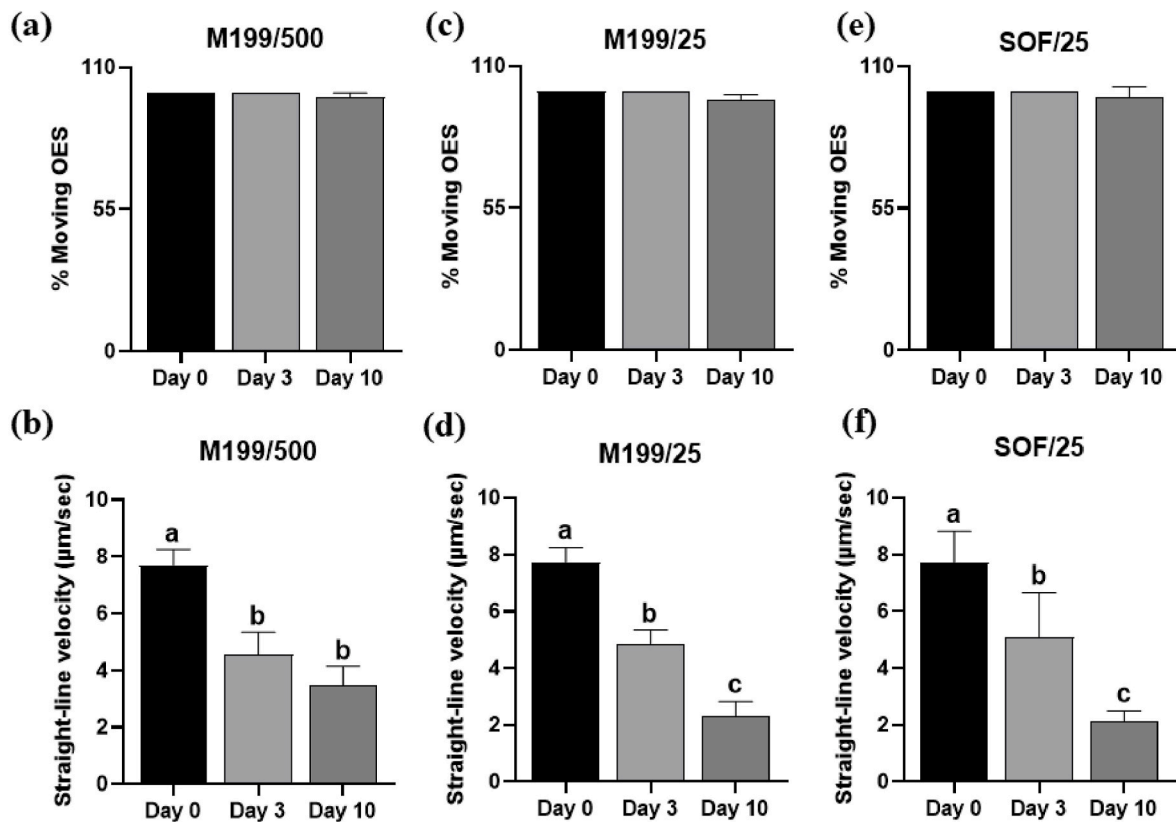 (a)
M199/500
% Moving OES
110
55
0
Day 0 Day 3 Day 10
(c)
M199/25
% Moving OES
110
55
0
Day 0 Day 3 Day 10
(e)
SOF/25
% Moving OES
110
55
0
Day 0 Day 3 Day 10
(b)
M199/500
Straight-line velocity (µm/sec)
10
8
6
4
2
0
a
b
b
Day 0 Day 3 Day 10
(d)
M199/25
Straight-line velocity (µm/sec)
10
8
6
4
2
0
a
b
c
Day 0 Day 3 Day 10
(f)
SOF/25
Straight-line velocity (µm/sec)
10
8
6
4
2
0
a
b
c
Day 0 Day 3 Day 10